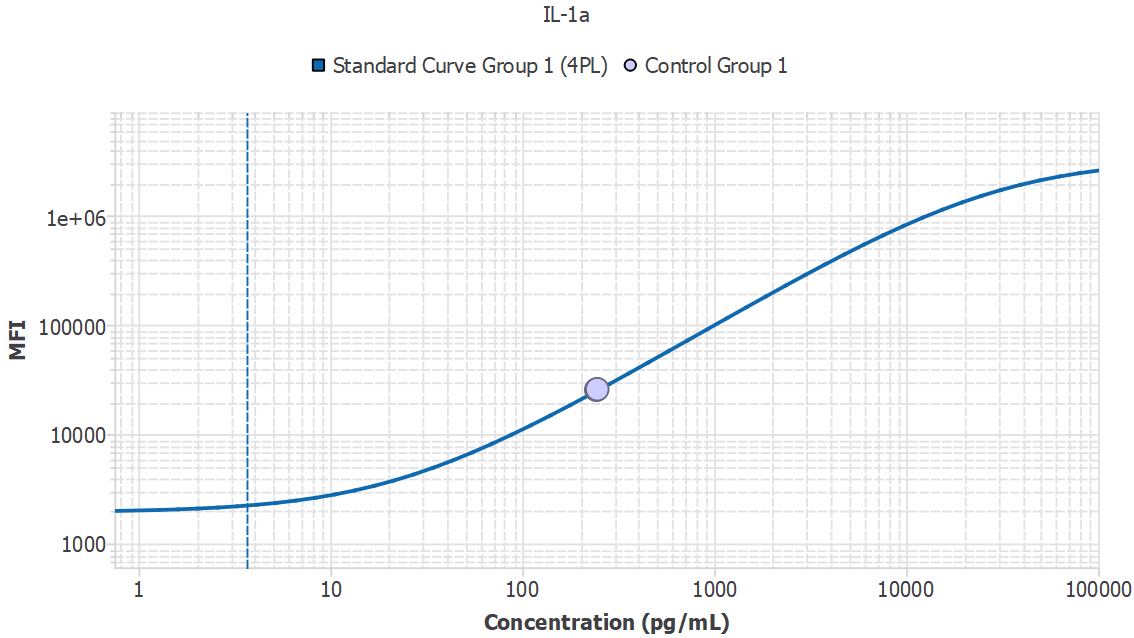 IL-1a
Standard Curve Group 1 (4PL) Control Group 1
1e+06
100000
10000
1000
MFI
1 10 100 1000 10000 100000
Concentration (pg/mL)